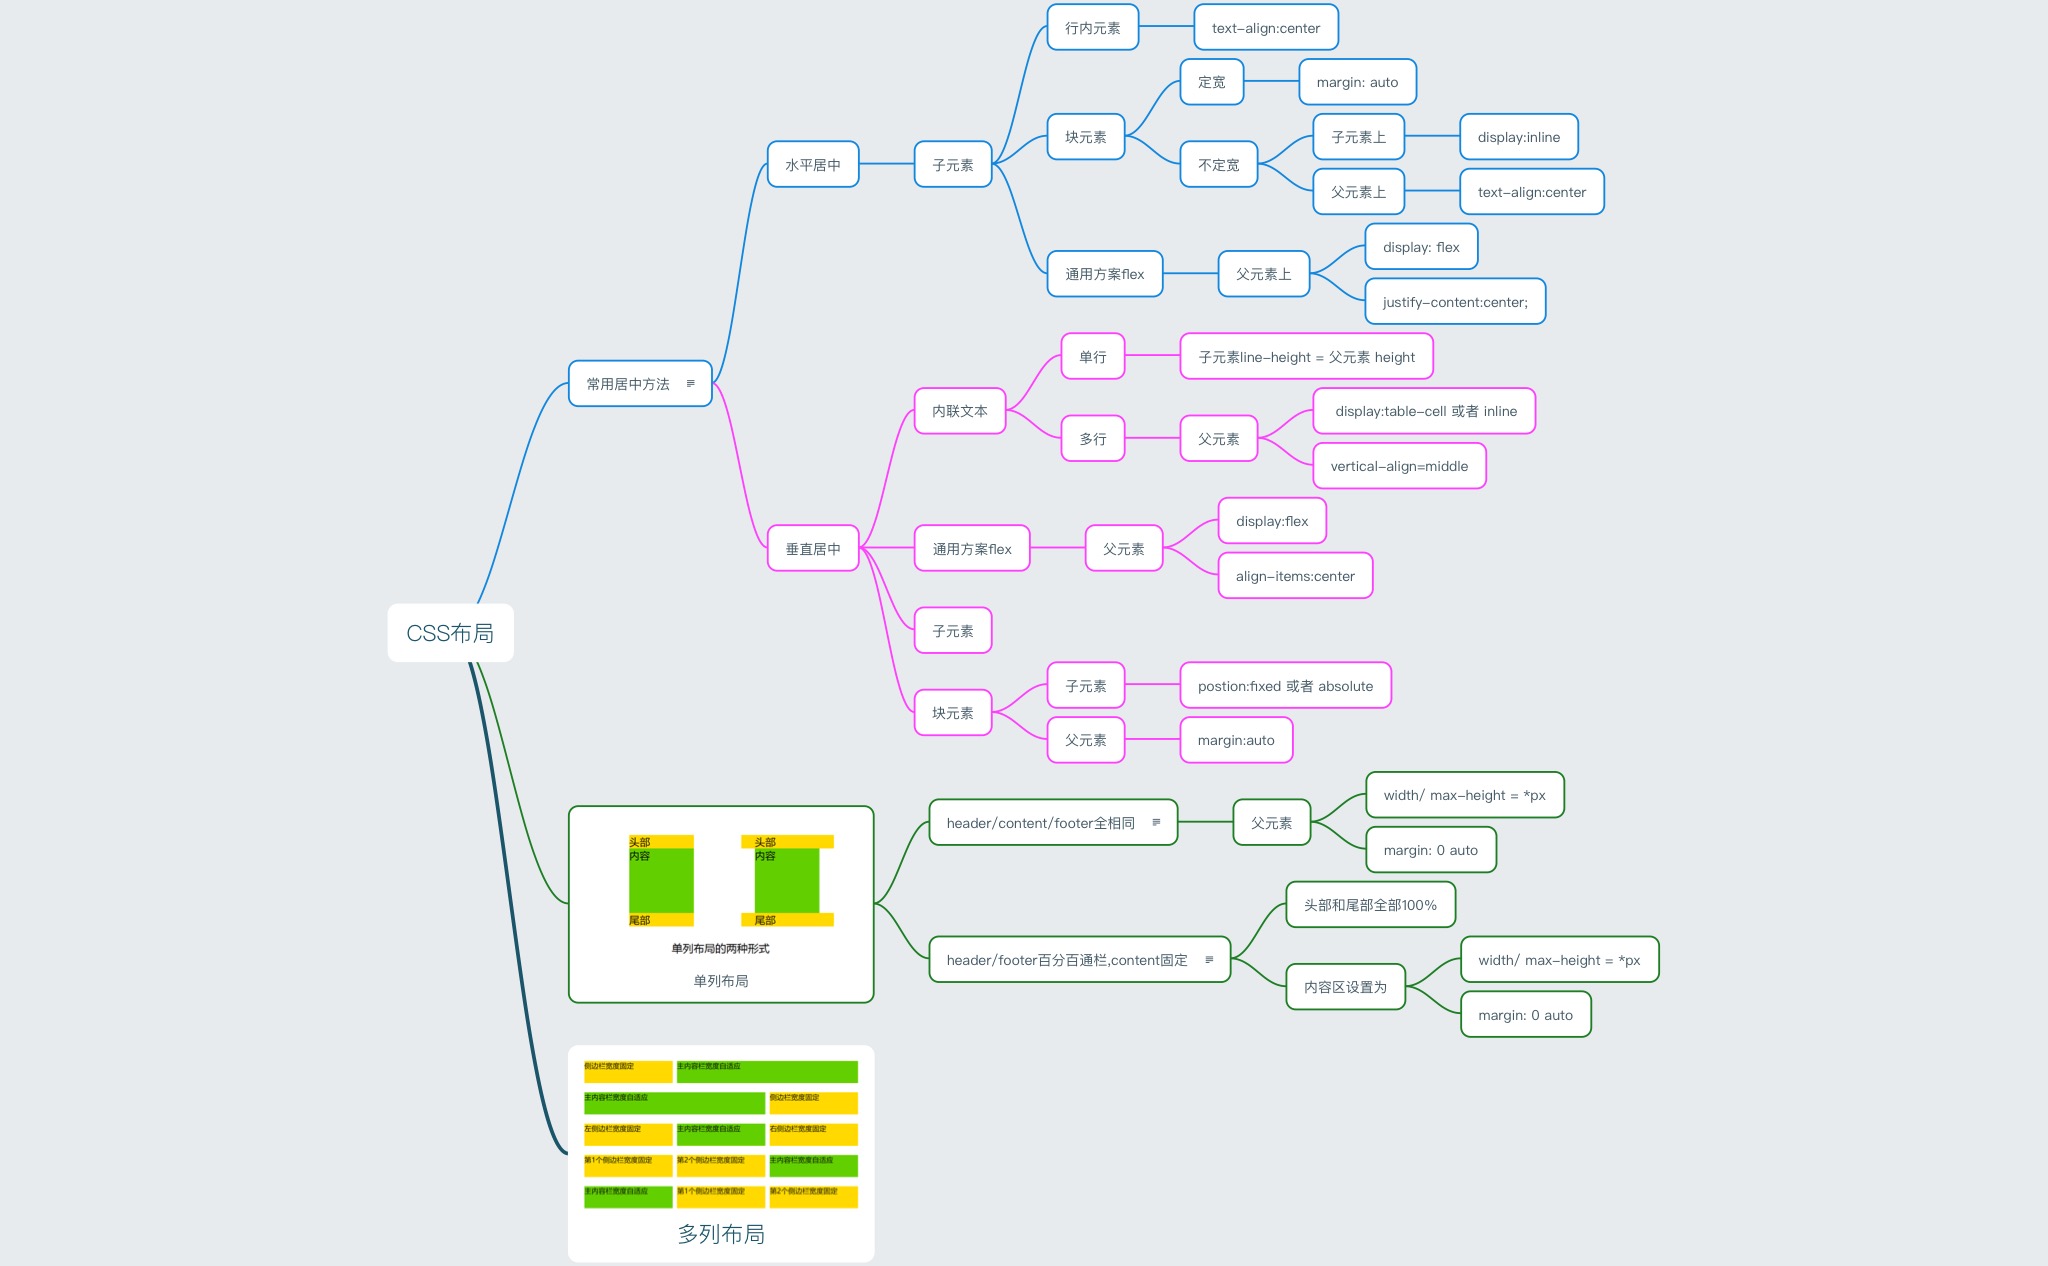 CSS布局
常用居中方法
水平居中
子元素
行内元素
text-align:center
块元素
定宽
margin: auto
不定宽
子元素上
display:inline
父元素上
text-align:center
通用方案flex
父元素上
display: flex
justify-content:center;
垂直居中
内联文本
单行
子元素line-height = 父元素 height
多行
父元素
display:table-cell 或者 inline
vertical-align=middle
通用方案flex
父元素
display:flex
align-items:center
子元素
块元素
子元素
postion:fixed 或者 absolute
父元素
margin:auto
头部
内容
尾部
头部
内容
尾部
单列布局的两种形式
单列布局
header/content/footer全相同
父元素
width/ max-height = *px
margin: 0 auto
header/footer百分百通栏,content固定
头部和尾部全部100%
内容区设置为
width/ max-height = *px
margin: 0 auto
侧边栏宽度固定
主内容栏宽度自适应
主内容栏宽度自适应
侧边栏宽度固定
左侧边栏宽度固定
主内容栏宽度自适应
右侧边栏宽度固定
第1个侧边栏宽度固定
第2个侧边栏宽度固定
主内容栏宽度自适应
主内容栏宽度自适应
第1个侧边栏宽度固定
第2个侧边栏宽度固定
多列布局